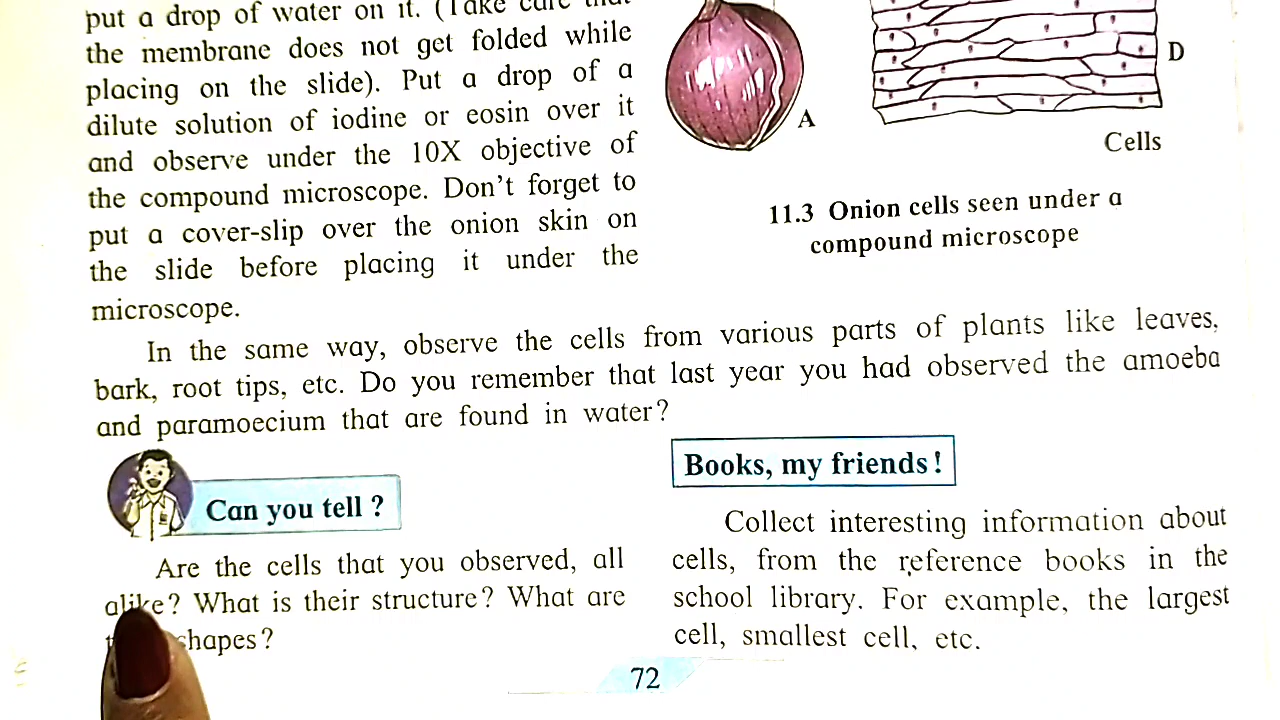 put a drop of water on it. (Take care that
the membrane does not get folded while
placing on the slide). Put a drop of a
dilute solution of iodine or eosin over it
and observe under the 10X objective of
the compound microscope. Don't forget to
put a cover-slip over the onion skin on
the slide before placing it under the
microscope.
A
D
Cells
11.3 Onion cells seen under a
compound microscope
In the same way, observe the cells from various parts of plants like leaves,
bark, root tips, etc. Do you remember that last year you had observed the amoeba
and paramoecium that are found in water?
Can you tell ?
Are the cells that you observed, all
alike? What is their structure? What are
shapes?
Books, my friends!
Collect interesting information about
cells, from the reference books in the
school library. For example, the largest
cell, smallest cell, etc.
72